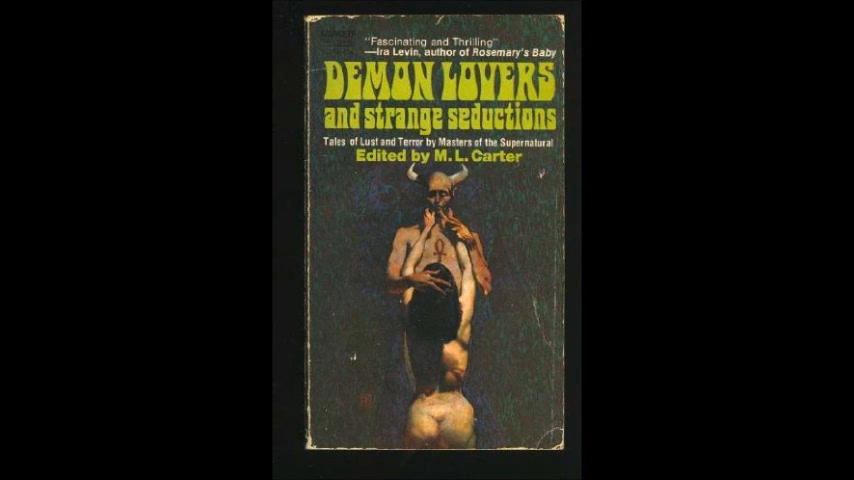 "Fascinating and Thrilling"
—Ira Levin, author of Rosemary's Baby
DEMON LOVERS
and strange seductions
Tales of Lust and Terror by Masters of the Supernatural
Edited by M. L. Carter